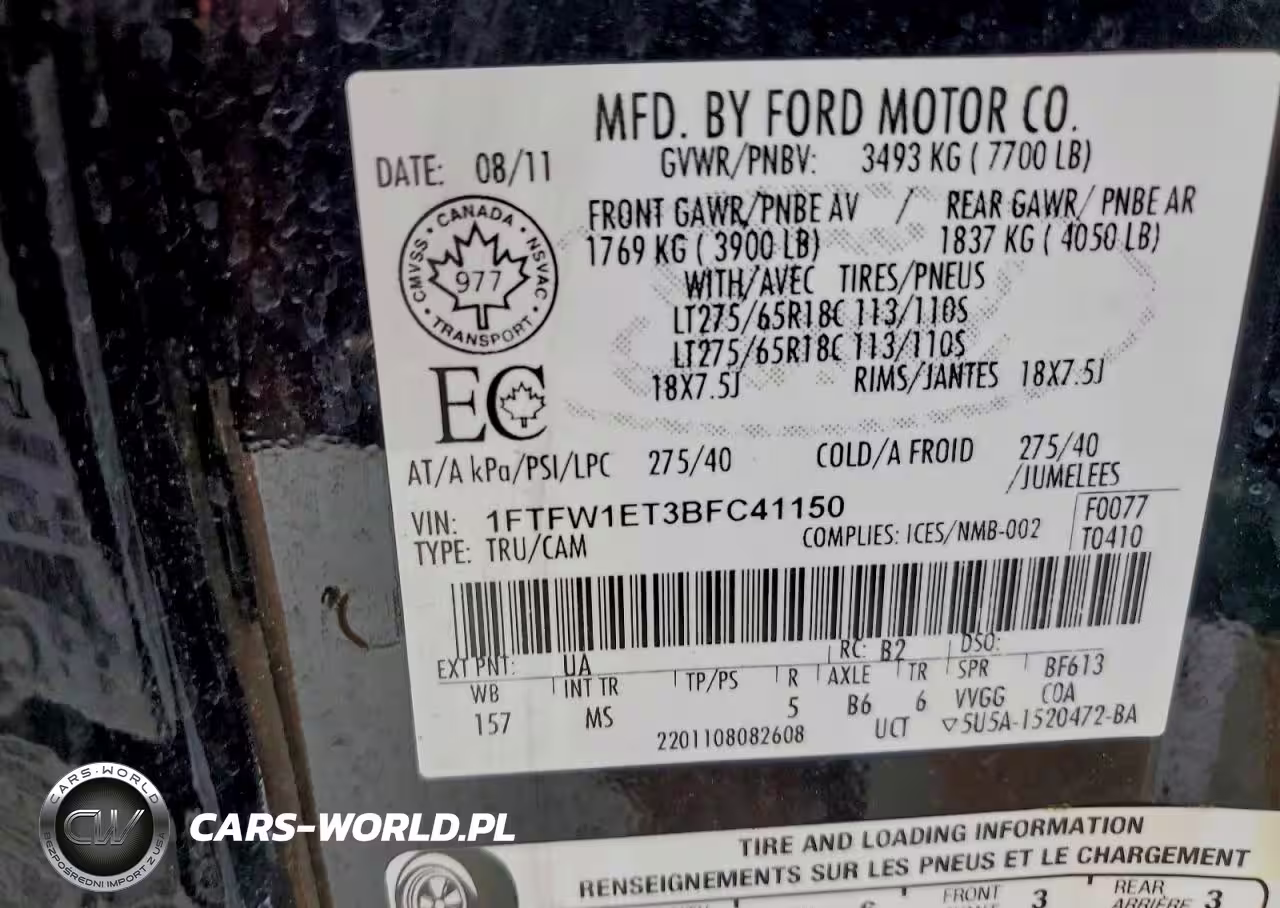 MFD. BY FORD MOTOR CO.
DATE: 08/11 GVWR/PNBV: 3493 KG ( 7700 LB)
FRONT GAWR/PNBE AV / REAR GAWR/ PNBE AR
1769 KG ( 3900 LB) 1837 KG ( 4050 LB)
WITH/AVEC TIRES/PNEUS
LT275/65R18C 113/110S
LT275/65R18C 113/110S
18X7.5J RIMS/JANTES 18X7.5J
CANADA
CMVSS 977 NSVAC
TRANSPORT
EC
AT/A kPa/PSI/LPC 275/40 COLD/A FROID 275/40
/JUMELEES
VIN: 1FTFW1ET3BFC41150 F0077
TYPE: TRU/CAM COMPLIES: ICES/NMB-002 T0410
EXT PNT: UA RC: B2 DSO:
WB INT TR TP/PS R AXLE TR SPR BF613
157 MS 5 B6 6 VVGG COA
2201108082608 UCT ▽5U5A-1520472-BA
CARS-WORLD
CW
BEZPOŚREDNI IMPORT Z USA
CARS-WORLD.PL
TIRE AND LOADING INFORMATION
RENSEIGNEMENTS SUR LES PNEUS ET LE CHARGEMENT
FRONT 3 REAR
ARRIÈRE 3